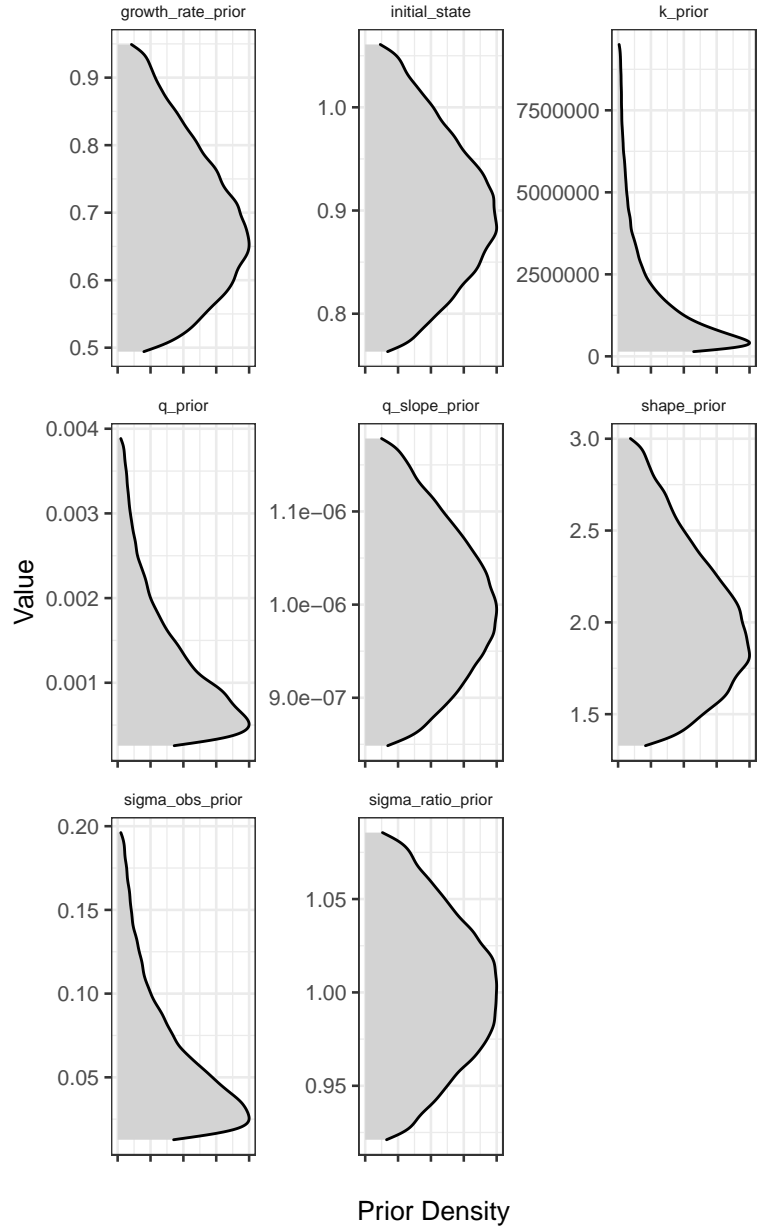 growth_rate_prior
initial_state
k_prior
0.9
0.8
0.7
0.6
0.5
1.0
0.9
0.8
7500000
5000000
2500000
0
q_prior
q_slope_prior
shape_prior
0.004
0.003
0.002
0.001
1.1e-06
1.0e-06
9.0e-07
3.0
2.5
2.0
1.5
sigma_obs_prior
sigma_ratio_prior
0.20
0.15
0.10
0.05
1.05
1.00
0.95
Value
Prior Density